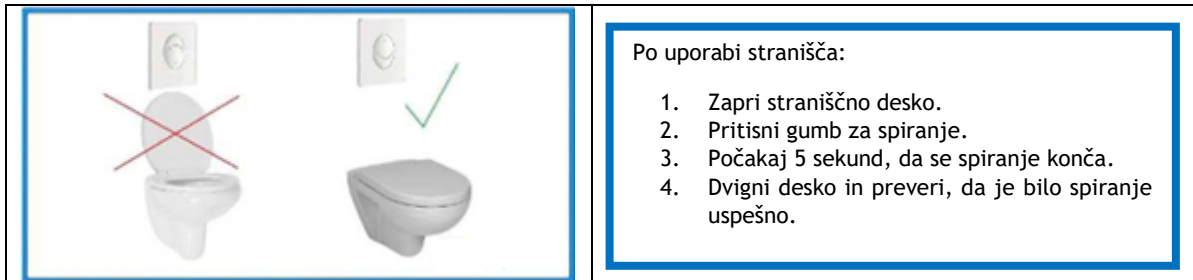 Po uporabi stranišča:
1. Zapri straniščno desko.
2. Pritisni gumb za spiranje.
3. Počakaj 5 sekund, da se spiranje konča.
4. Dvigni desko in preveri, da je bilo spiranje
uspešno.